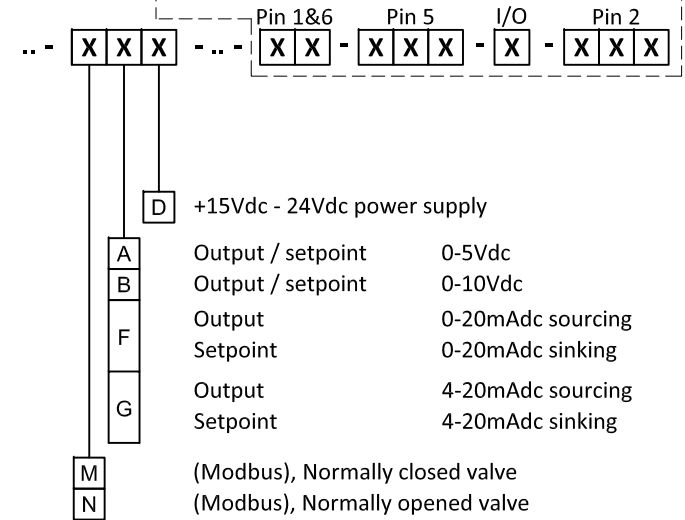 Pin 1&6 Pin 5 I/O Pin 2
.. - X X X - .. - X X - X X X - X - X X X
D +15Vdc - 24Vdc power supply
A Output / setpoint 0-5Vdc
B Output / setpoint 0-10Vdc
F Output 0-20mAdc sourcing
Setpoint 0-20mAdc sinking
G Output 4-20mAdc sourcing
Setpoint 4-20mAdc sinking
M (Modbus), Normally closed valve
N (Modbus), Normally opened valve